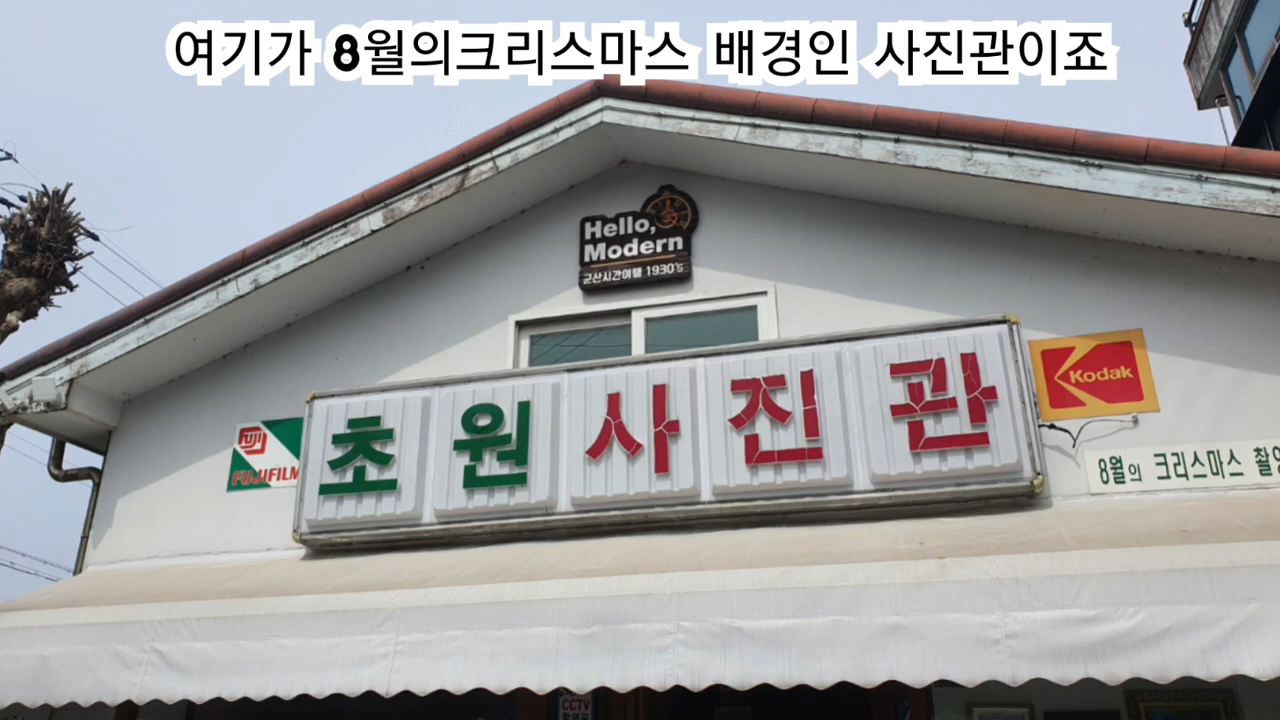 여기가 8월의크리스마스 배경인 사진관이죠
Hello,
Modern
군산시간여행 1930's
FUJI
FUJIFILM
초원사진관
Kodak
8월의 크리스마스 촬영
CCTV